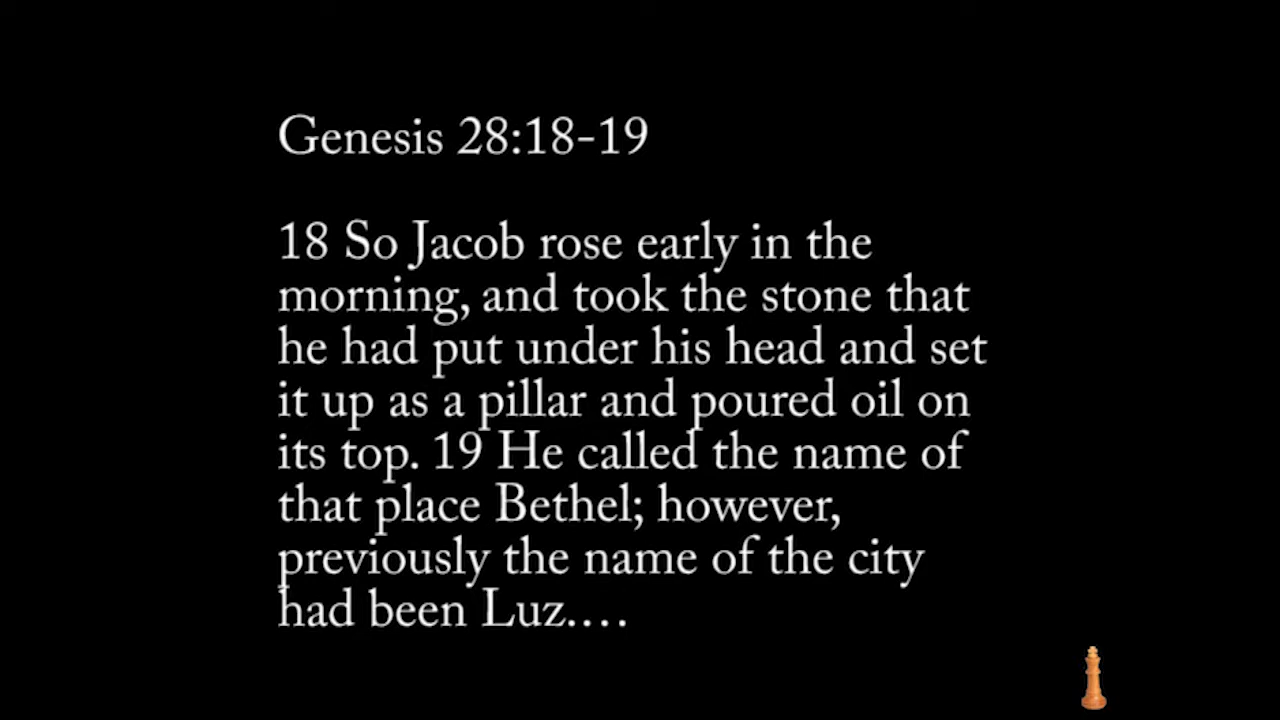 Genesis 28:18-19
18 So Jacob rose early in the
morning, and took the stone that
he had put under his head and set
it up as a pillar and poured oil on
its top. 19 He called the name of
that place Bethel; however,
previously the name of the city
had been Luz.…